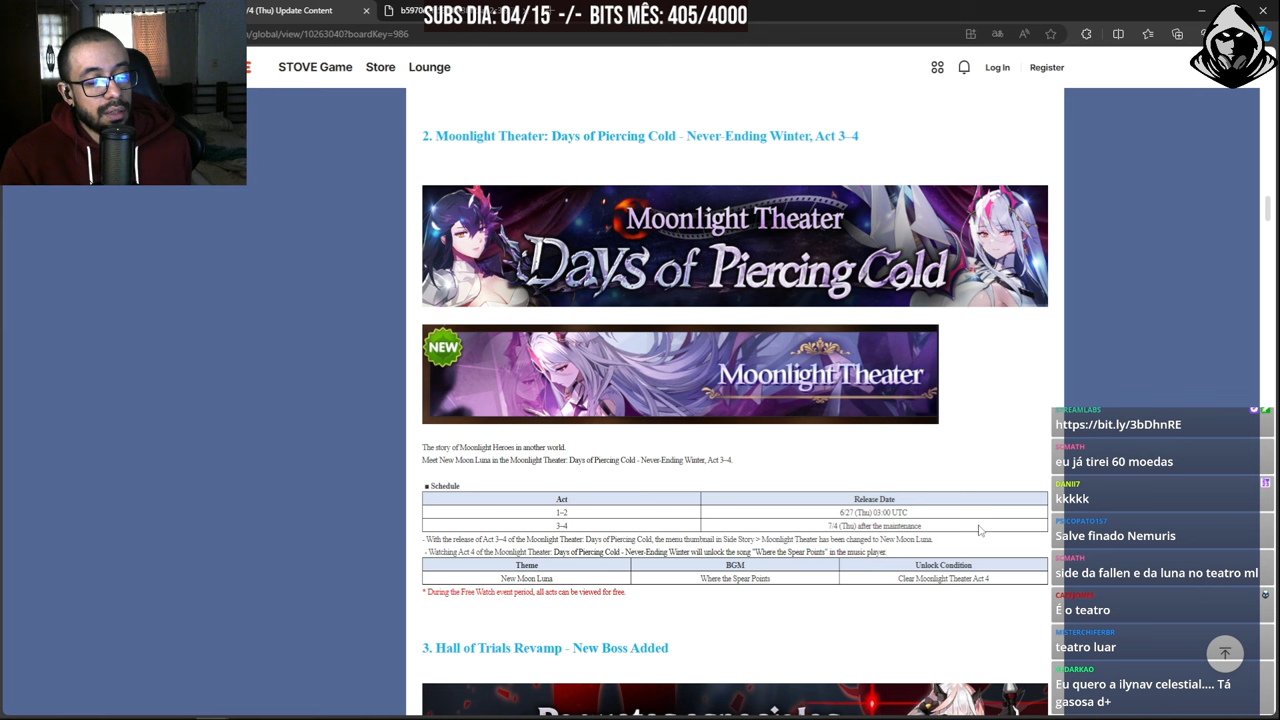 /4 (Thu) Update Content
b5970
SUBS DIA: 04/15 -/- BITS MÊS: 405/4000
/global/view/10263040?boardKey=986
STOVE Game
Store
Lounge
Log In
Register
2. Moonlight Theater: Days of Piercing Cold - Never-Ending Winter, Act 3–4
Moonlight Theater
Days of Piercing Cold
NEW
Moonlight Theater
The story of Moonlight Heroes in another world.
Meet New Moon Luna in the Moonlight Theater: Days of Piercing Cold - Never-Ending Winter, Act 3–4.
■ Schedule
Act Release Date
1–2 6/27 (Thu) 03:00 UTC
3–4 7/4 (Thu) after the maintenance
- With the release of Act 3–4 of the Moonlight Theater: Days of Piercing Cold, the menu thumbnail in Side Story > Moonlight Theater has been changed to New Moon Luna.
- Watching Act 4 of the Moonlight Theater: Days of Piercing Cold - Never-Ending Winter will unlock the song "Where the Spear Points" in the music player.
Theme BGM Unlock Condition
New Moon Luna Where the Spear Points Clear Moonlight Theater Act 4
* During the Free Watch event period, all acts can be viewed for free.
3. Hall of Trials Revamp - New Boss Added
STREAMLABS
https://bit.ly/3bDhnRE
SCMATH
eu já tirei 60 moedas
DANII7
kkkkk
PSICOPATO157
Salve finado Nemuris
SCMATH
side da fallen e da luna no teatro ml
É o teatro
MISTERCHIFERBR
teatro luar
Eu quero a ilynav celestial.... Tá
gasosa d+